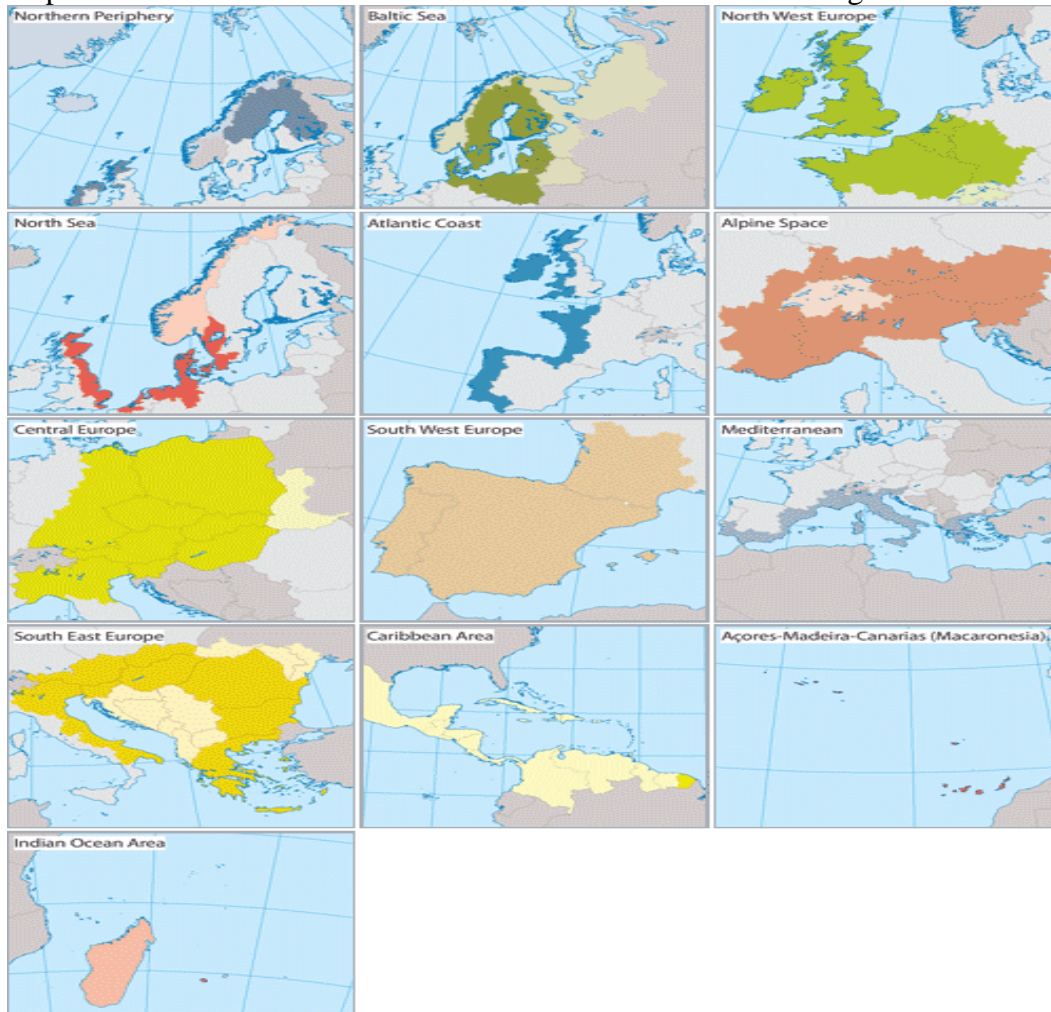 Northern Periphery
Baltic Sea
North West Europe
North Sea
Atlantic Coast
Alpine Space
Central Europe
South West Europe
Mediterranean
South East Europe
Caribbean Area
Açores-Madeira-Canarias (Macaronesia)
Indian Ocean Area